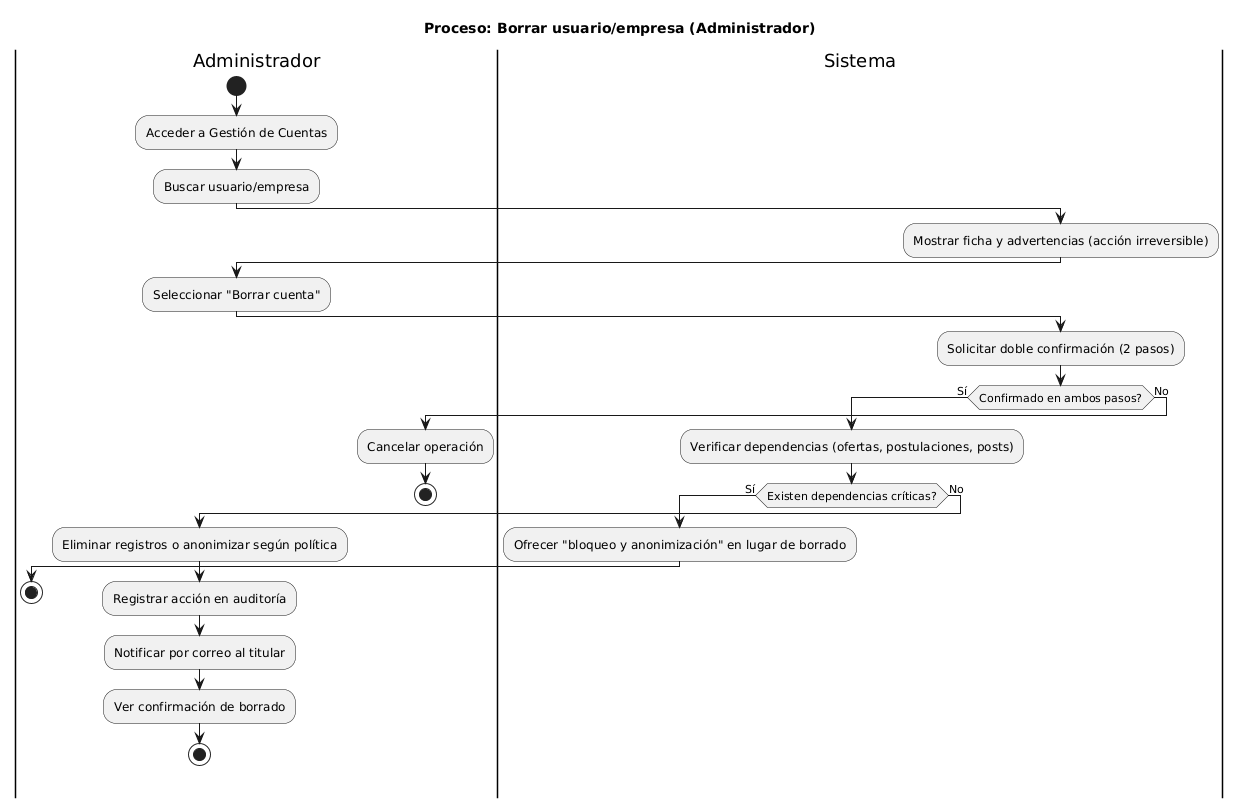 Proceso: Borrar usuario/empresa (Administrador)
Administrador
Sistema
Acceder a Gestión de Cuentas
Buscar usuario/empresa
Mostrar ficha y advertencias (acción irreversible)
Seleccionar "Borrar cuenta"
Solicitar doble confirmación (2 pasos)
Sí
Confirmado en ambos pasos?
No
Cancelar operación
Verificar dependencias (ofertas, postulaciones, posts)
Sí
Existen dependencias críticas?
No
Eliminar registros o anonimizar según política
Ofrecer "bloqueo y anonimización" en lugar de borrado
Registrar acción en auditoría
Notificar por correo al titular
Ver confirmación de borrado